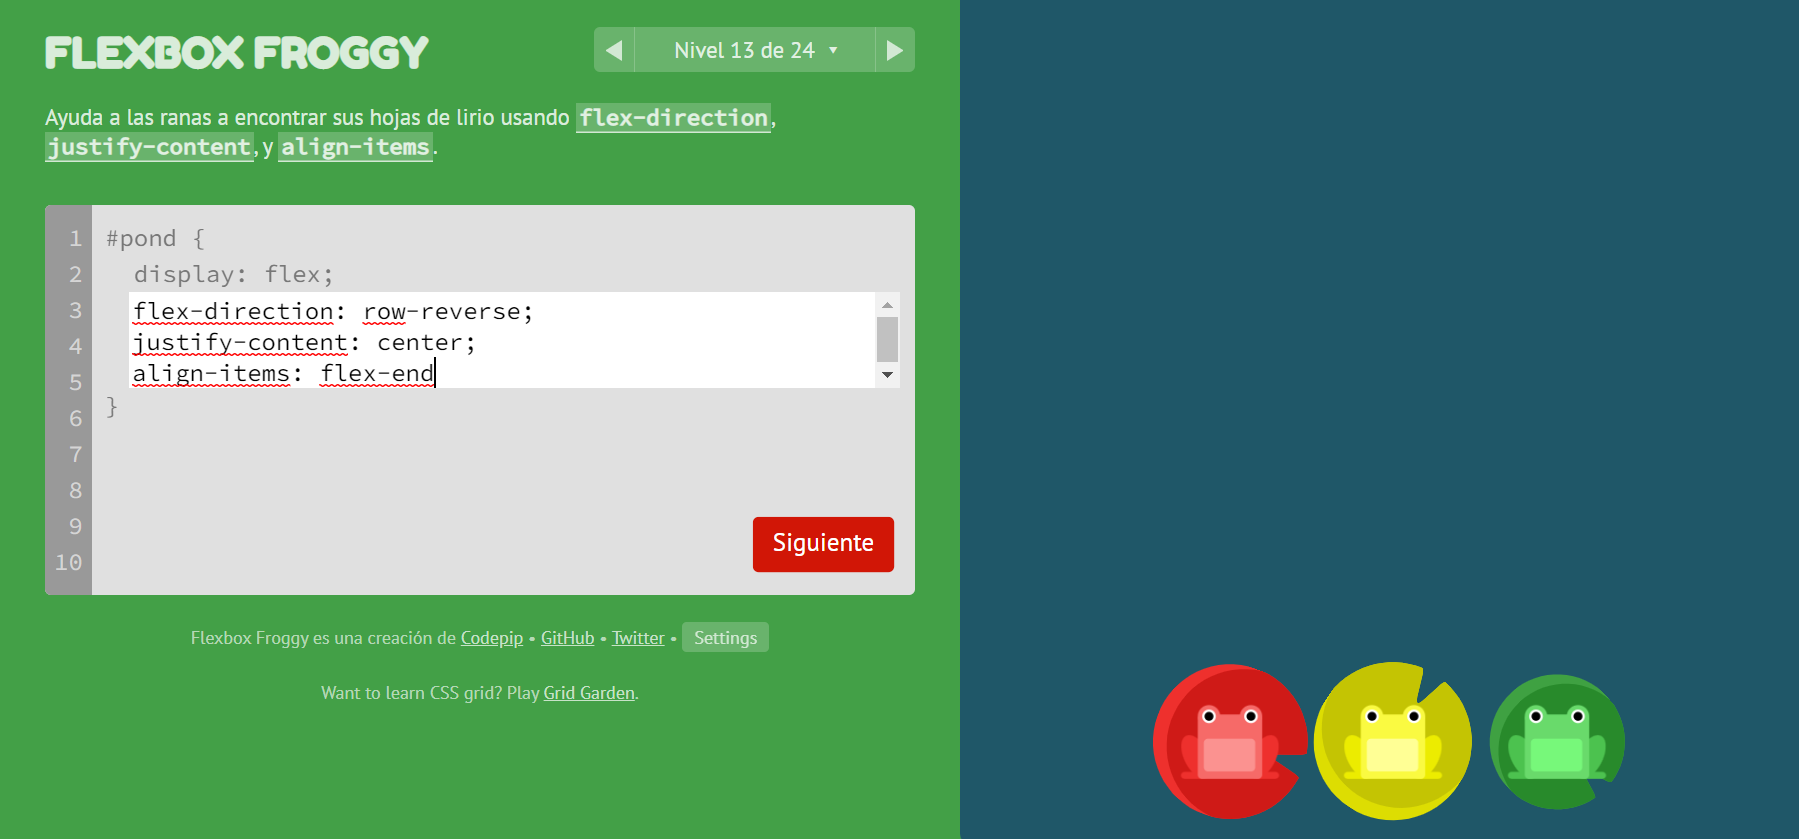 FLEXBOX FROGGY
Nivel 13 de 24
Ayuda a las ranas a encontrar sus hojas de lirio usando flex-direction,
justify-content, y align-items.
1 #pond {
2 display: flex;
3 flex-direction: row-reverse;
4 justify-content: center;
5 align-items: flex-end
6 }
7
8
9
10
Siguiente
Flexbox Froggy es una creación de Codepip • GitHub • Twitter • Settings
Want to learn CSS grid? Play Grid Garden.